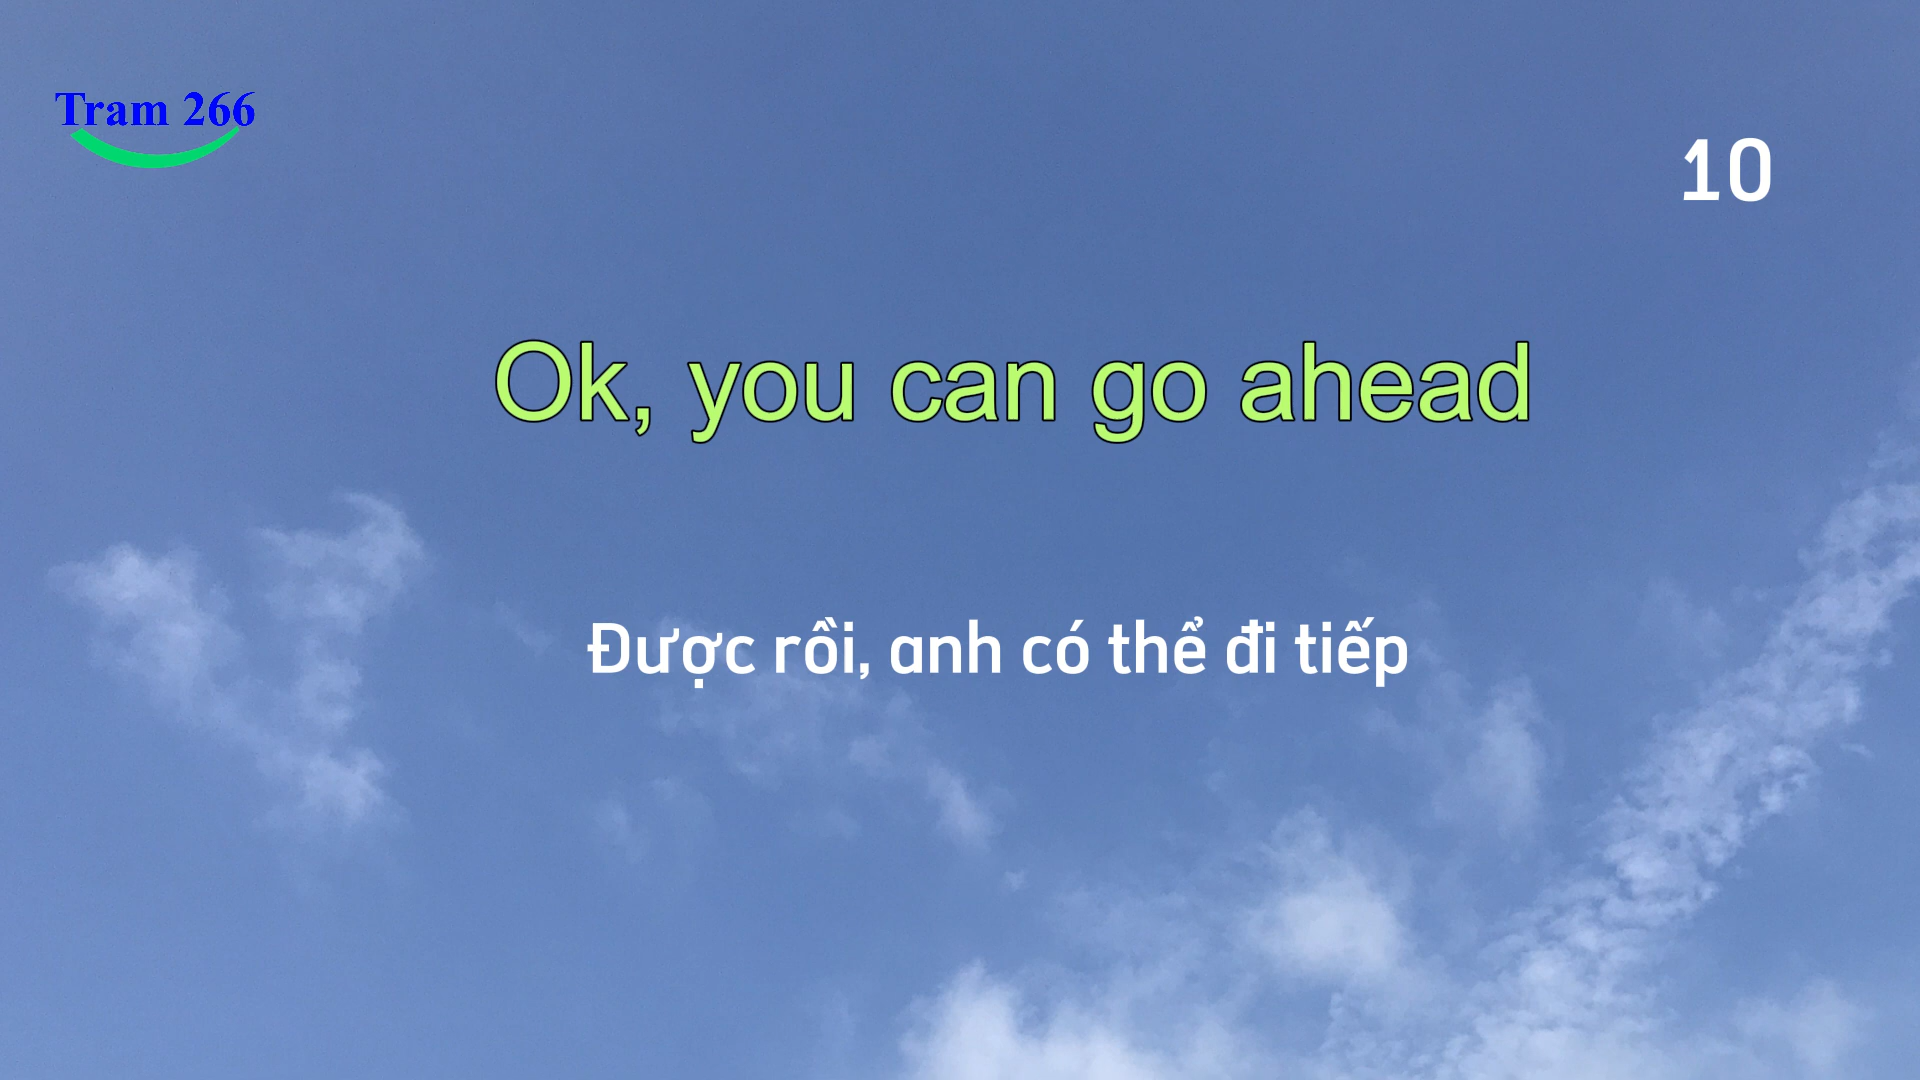 Tram 266
10
Ok, you can go ahead
Được rồi, anh có thể đi tiếp